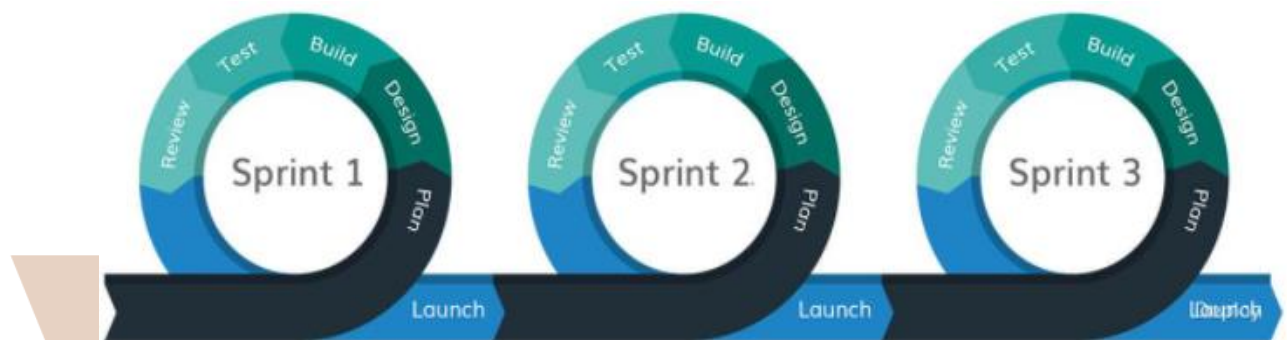 Test Build Design Review Sprint 1 Plan Launch
Test Build Design Review Sprint 2. Plan Launch
Test Build Design Review Sprint 3 Plan